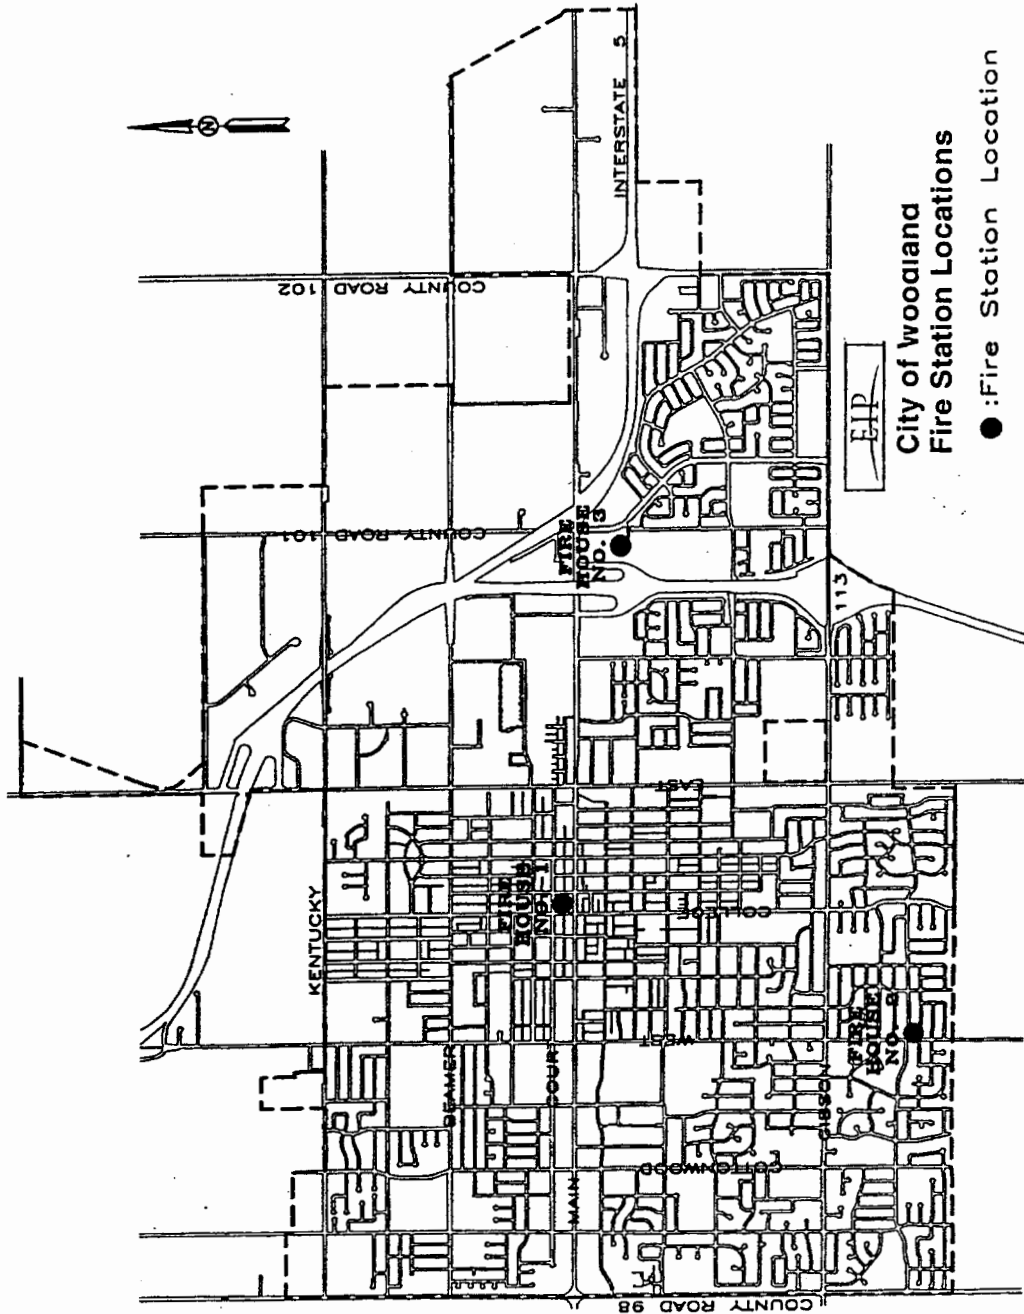 N
INTERSTATE 5
COUNTY ROAD 102
COUNTY ROAD 101
FIRE
HOUSE
NO. 3
113
EAST
KENTUCKY
FIRE
HOUSE
NO. 1
COLLEGE
WEST
FIRE
HOUSE
NO. 2
BEAMER
COURT
GIBSON
COTTONWOOD
MAIN
COUNTY ROAD 98
EIP
City of Woodland
Fire Station Locations
● :Fire Station Location